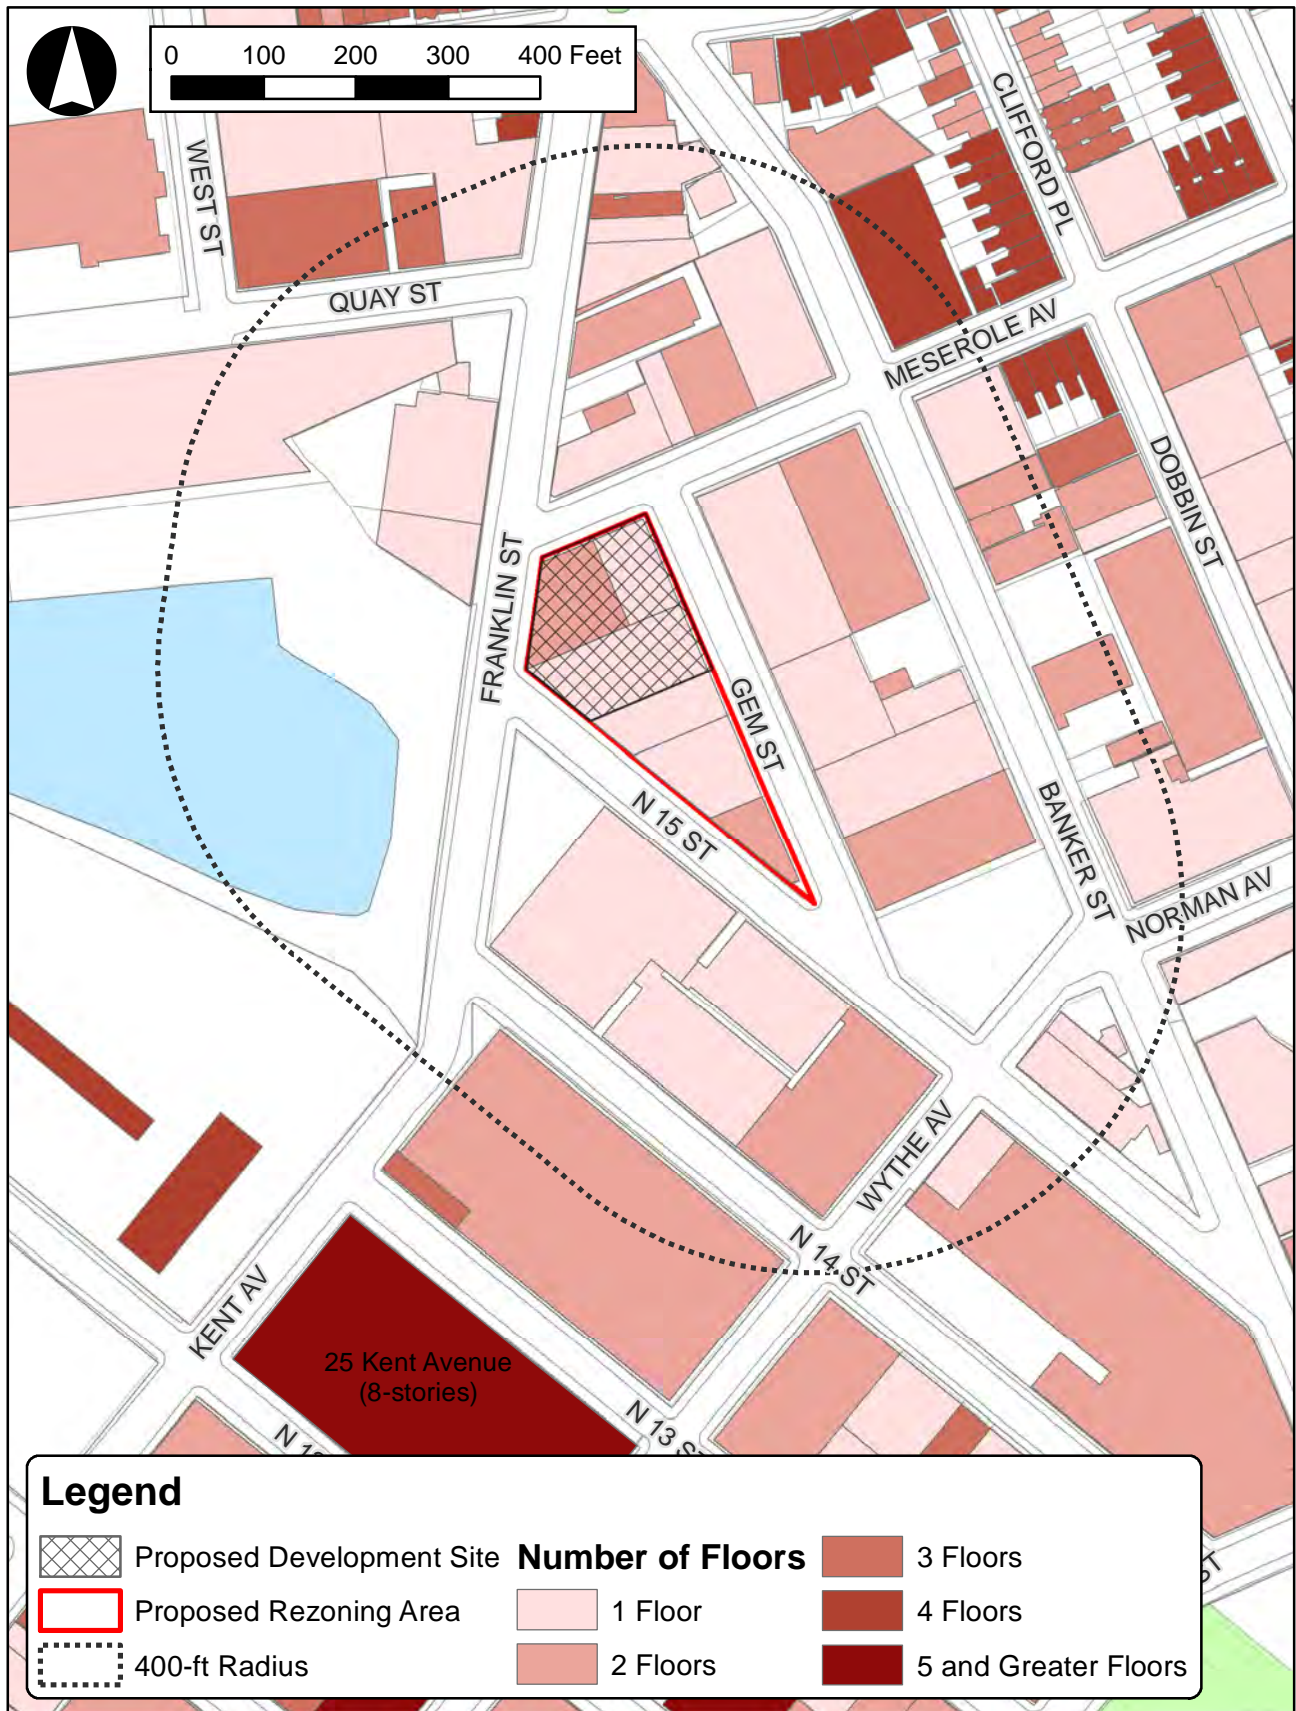 0 100 200 300 400 Feet
CLIFFORD PL
WEST ST
QUAY ST
MESEROLE AV
DOBBIN ST
FRANKLIN ST
GEM ST
N 15 ST
BANKER ST
NORMAN AV
WYTHE AV
N 14 ST
KENT AV
25 Kent Avenue
(8-stories)
N 13
Legend
Proposed Development Site
Proposed Rezoning Area
400-ft Radius
Number of Floors
1 Floor
2 Floors
3 Floors
4 Floors
5 and Greater Floors
ST